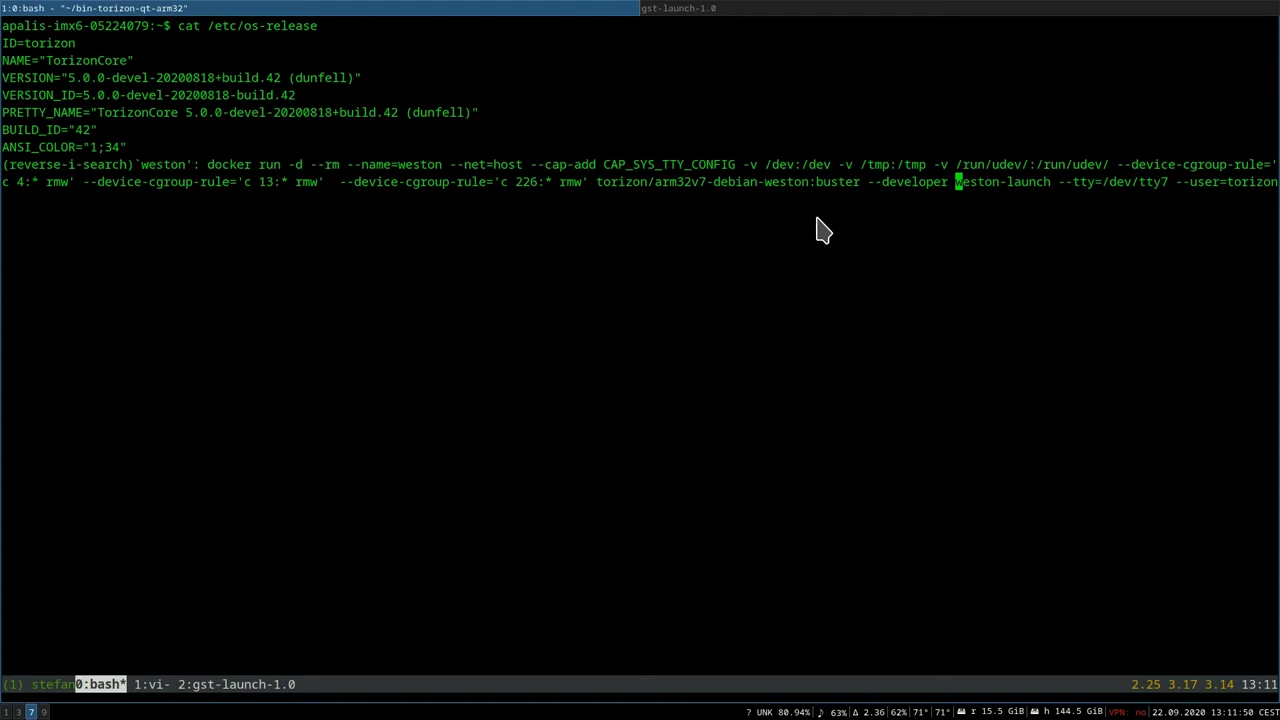 1:0:bash - "~/bin-torizon-qt-arm32" gst-launch-1.0
apalis-imx6-05224079:~$ cat /etc/os-release
ID=torizon
NAME="TorizonCore"
VERSION="5.0.0-devel-20200818+build.42 (dunfell)"
VERSION_ID=5.0.0-devel-20200818-build.42
PRETTY_NAME="TorizonCore 5.0.0-devel-20200818+build.42 (dunfell)"
BUILD_ID="42"
ANSI_COLOR="1;34"
(reverse-i-search)`weston': docker run -d --rm --name=weston --net=host --cap-add CAP_SYS_TTY_CONFIG -v /dev:/dev -v /tmp:/tmp -v /run/udev/:/run/udev/ --device-cgroup-rule='
c 4:* rmw' --device-cgroup-rule='c 13:* rmw'  --device-cgroup-rule='c 226:* rmw' torizon/arm32v7-debian-weston:buster --developer weston-launch --tty=/dev/tty7 --user=torizon
(1) stefan 0:bash* 1:vi- 2:gst-launch-1.0 2.25 3.17 3.14 13:11
1 3 7 9 ? UNK 80.94% ♪ 63% Δ 2.36 62% 71° 71° r 15.5 GiB h 144.5 GiB VPN: no 22.09.2020 13:11:50 CEST